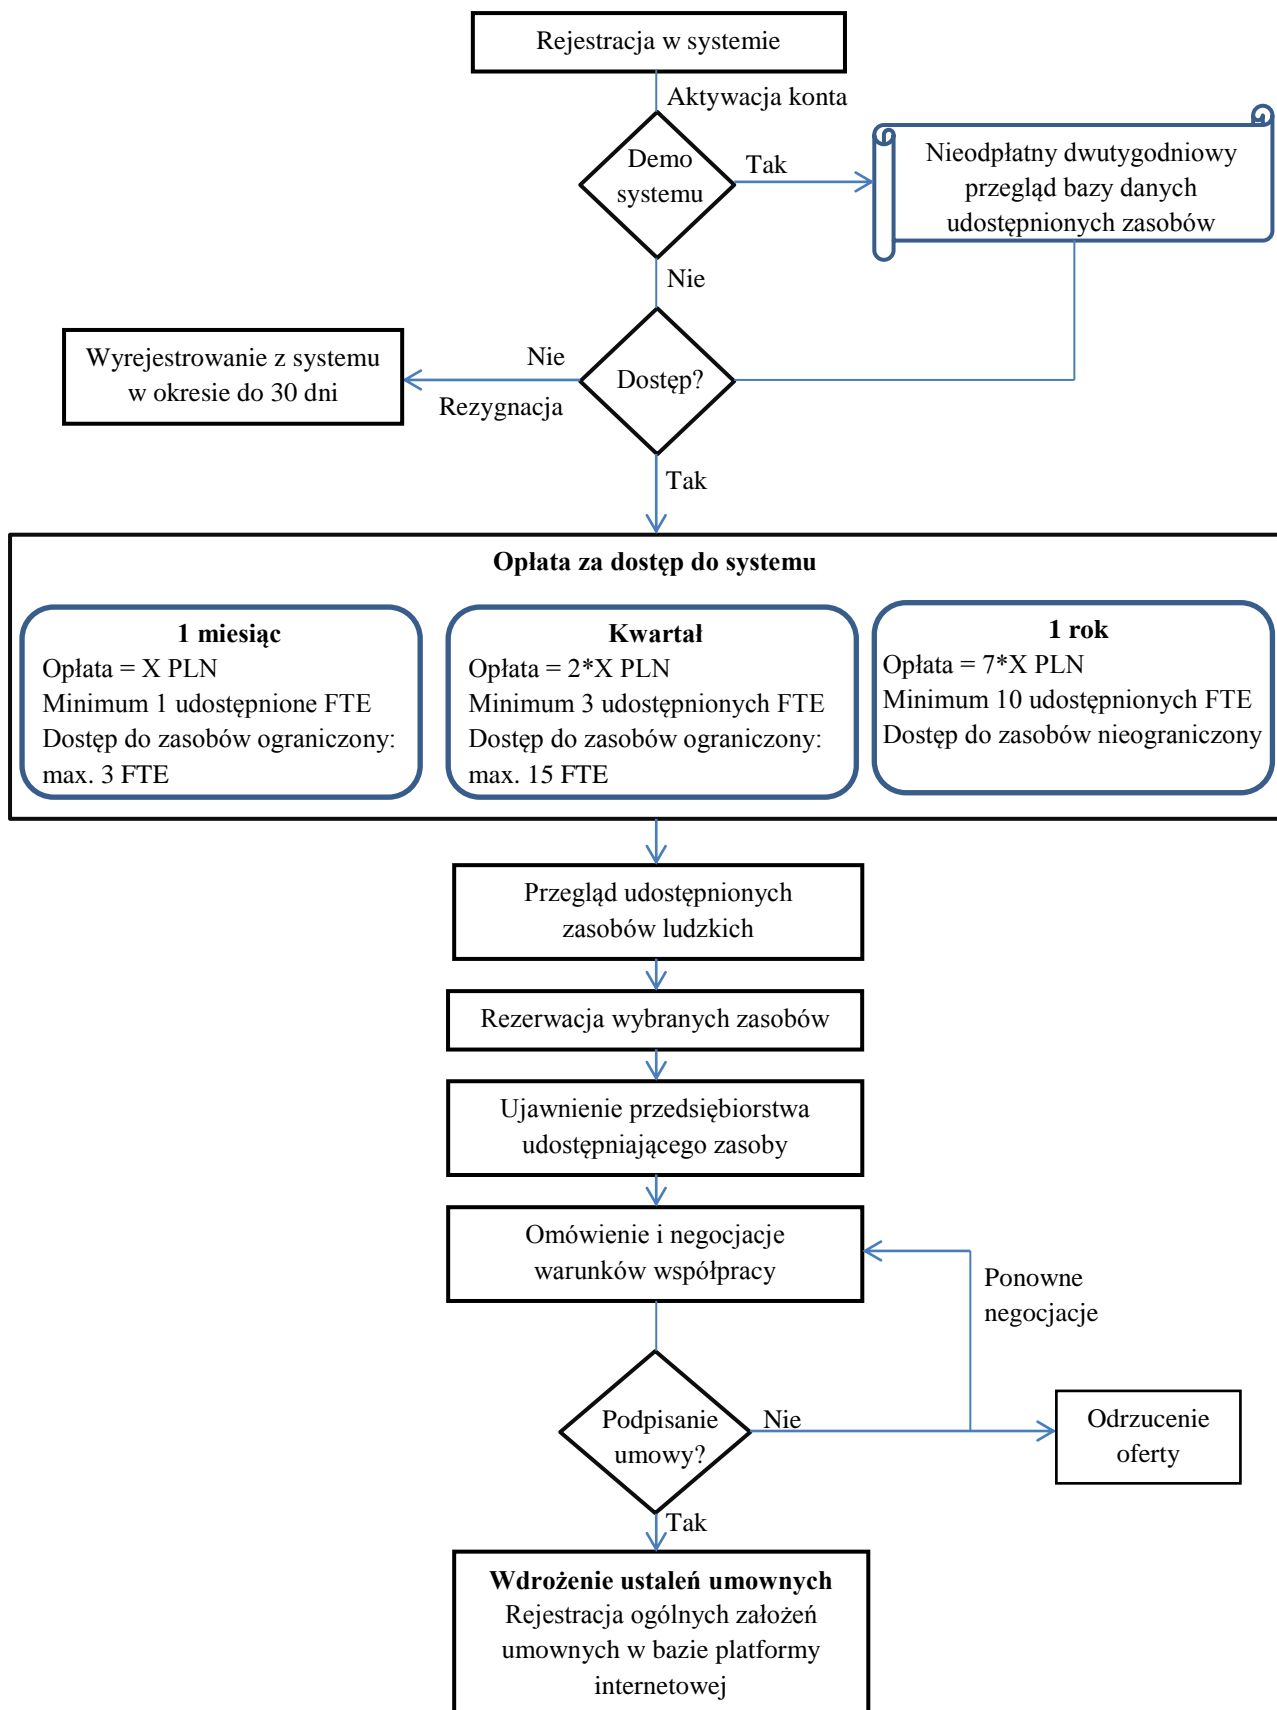 Rejestracja w systemie
Aktywacja konta
Demo
systemu
Tak
Nieodpłatny dwutygodniowy
przegląd bazy danych
udostępnionych zasobów
Nie
Wyrejestrowanie z systemu
w okresie do 30 dni
Nie
Rezygnacja
Dostęp?
Tak
Opłata za dostęp do systemu
1 miesiąc
Opłata = X PLN
Minimum 1 udostępnione FTE
Dostęp do zasobów ograniczony:
max. 3 FTE
Kwartał
Opłata = 2*X PLN
Minimum 3 udostępnionych FTE
Dostęp do zasobów ograniczony:
max. 15 FTE
1 rok
Opłata = 7*X PLN
Minimum 10 udostępnionych FTE
Dostęp do zasobów nieograniczony
Przegląd udostępnionych
zasobów ludzkich
Rezerwacja wybranych zasobów
Ujawnienie przedsiębiorstwa
udostępniającego zasoby
Omówienie i negocjacje
warunków współpracy
Ponowne
negocjacje
Podpisanie
umowy?
Nie
Odrzucenie
oferty
Tak
Wdrożenie ustaleń umownych
Rejestracja ogólnych założeń
umownych w bazie platformy
internetowej